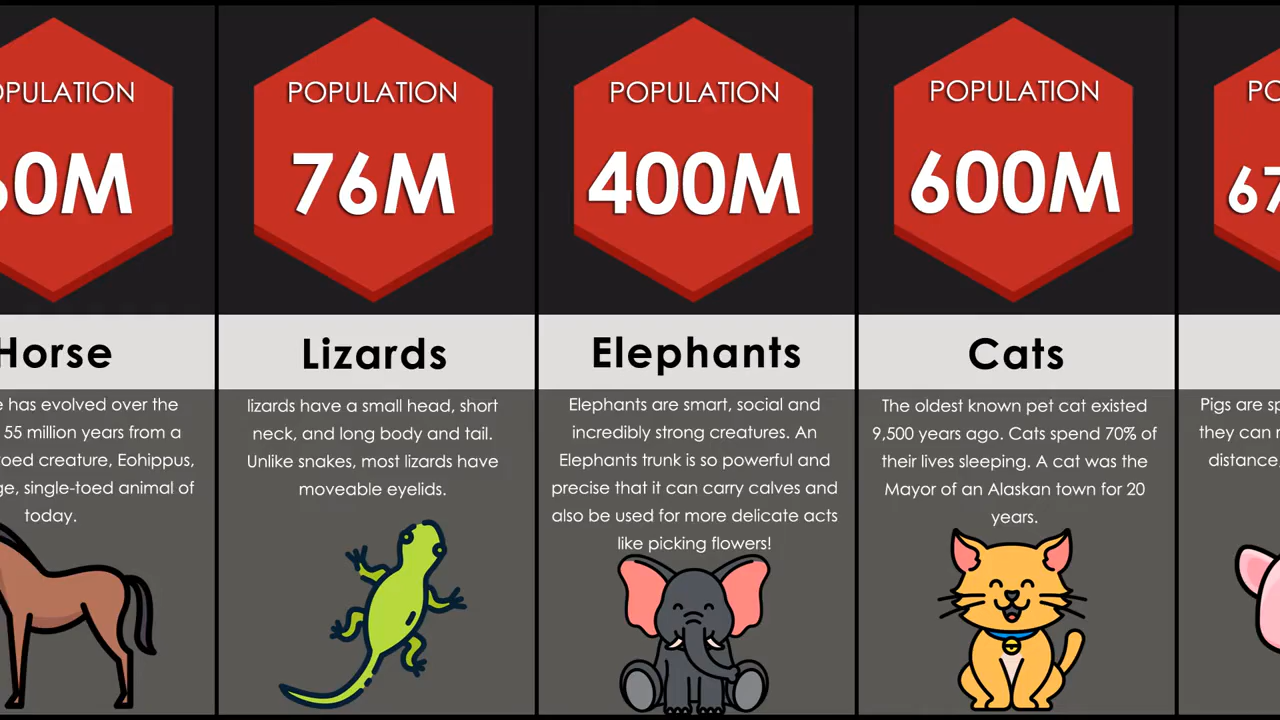 OPULATION
60M
Horse
e has evolved over the
55 million years from a
oed creature, Eohippus,
ge, single-toed animal of
today.
POPULATION
76M
Lizards
lizards have a small head, short
neck, and long body and tail.
Unlike snakes, most lizards have
moveable eyelids.
POPULATION
400M
Elephants
Elephants are smart, social and
incredibly strong creatures. An
Elephants trunk is so powerful and
precise that it can carry calves and
also be used for more delicate acts
like picking flowers!
POPULATION
600M
Cats
The oldest known pet cat existed
9,500 years ago. Cats spend 70% of
their lives sleeping. A cat was the
Mayor of an Alaskan town for 20
years.
PO
67
Pigs are sp
they can r
distance,